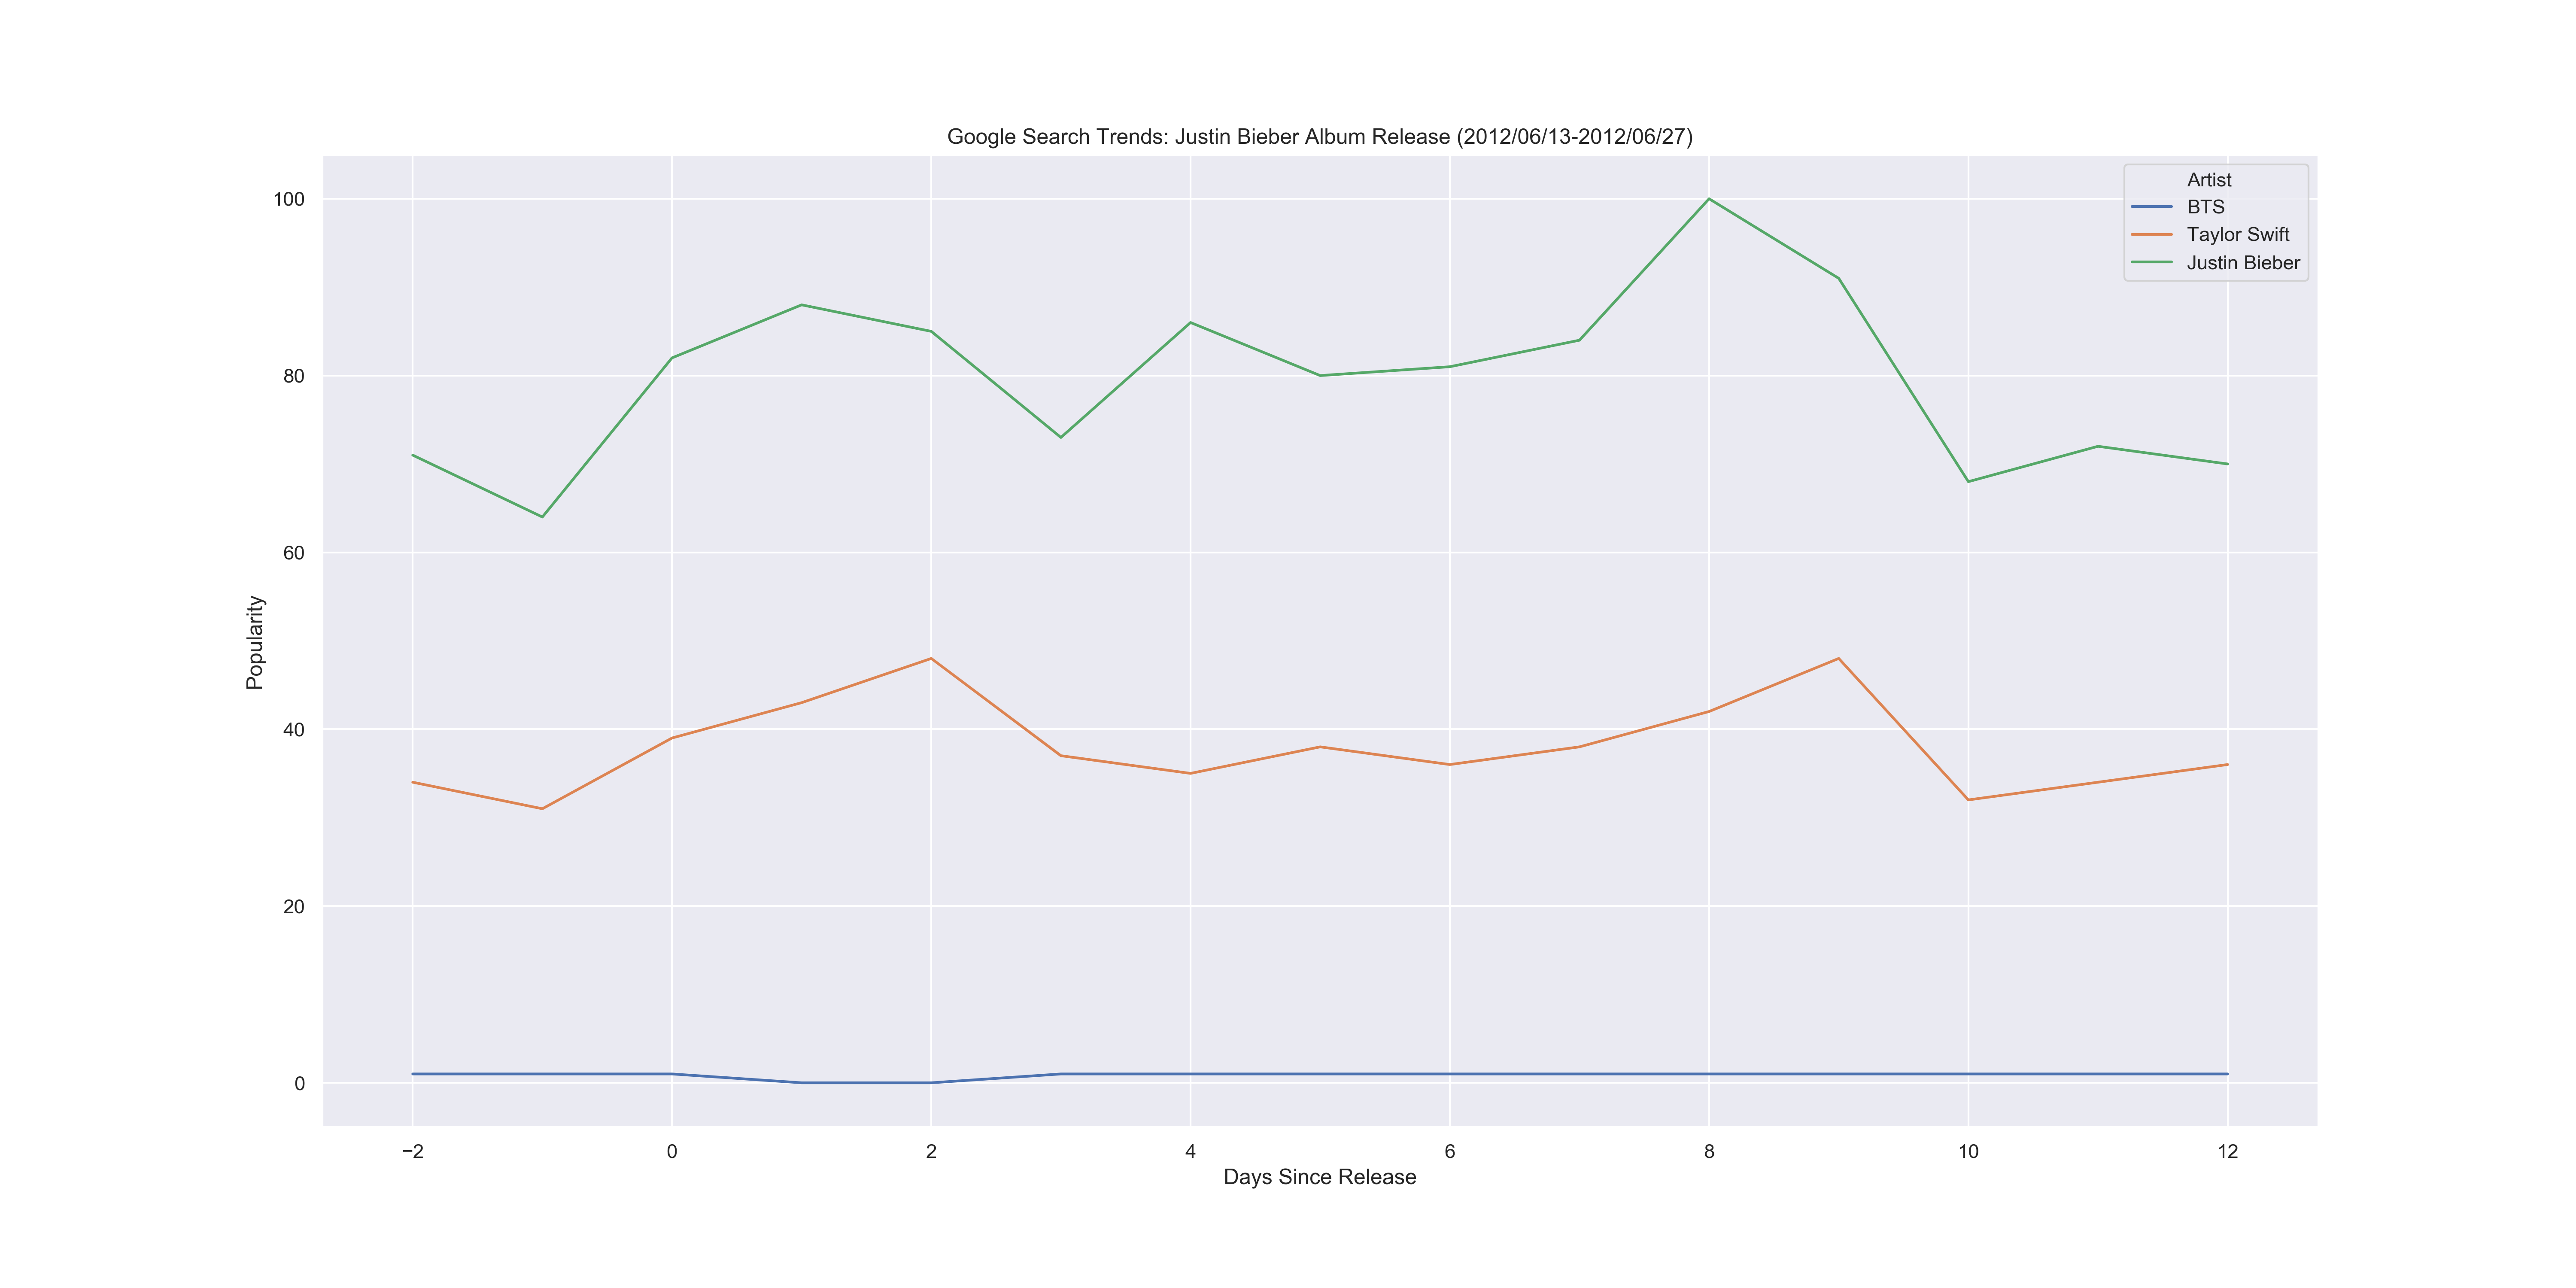 Google Search Trends: Justin Bieber Album Release (2012/06/13-2012/06/27)
Artist
BTS
Taylor Swift
Justin Bieber
100
80
60
40
20
0
Popularity
−2 0 2 4 6 8 10 12
Days Since Release